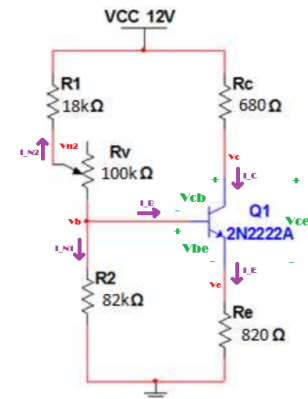 VCC 12V
R1
18kΩ
Rc
680Ω
Vn2
I_N2
Rv
100kΩ
Vc
I_C
Vcb
I_B
Q1
2N2222A
Vb
Vbe
Vce
I_N1
R2
82kΩ
I_E
Ve
Re
820 Ω